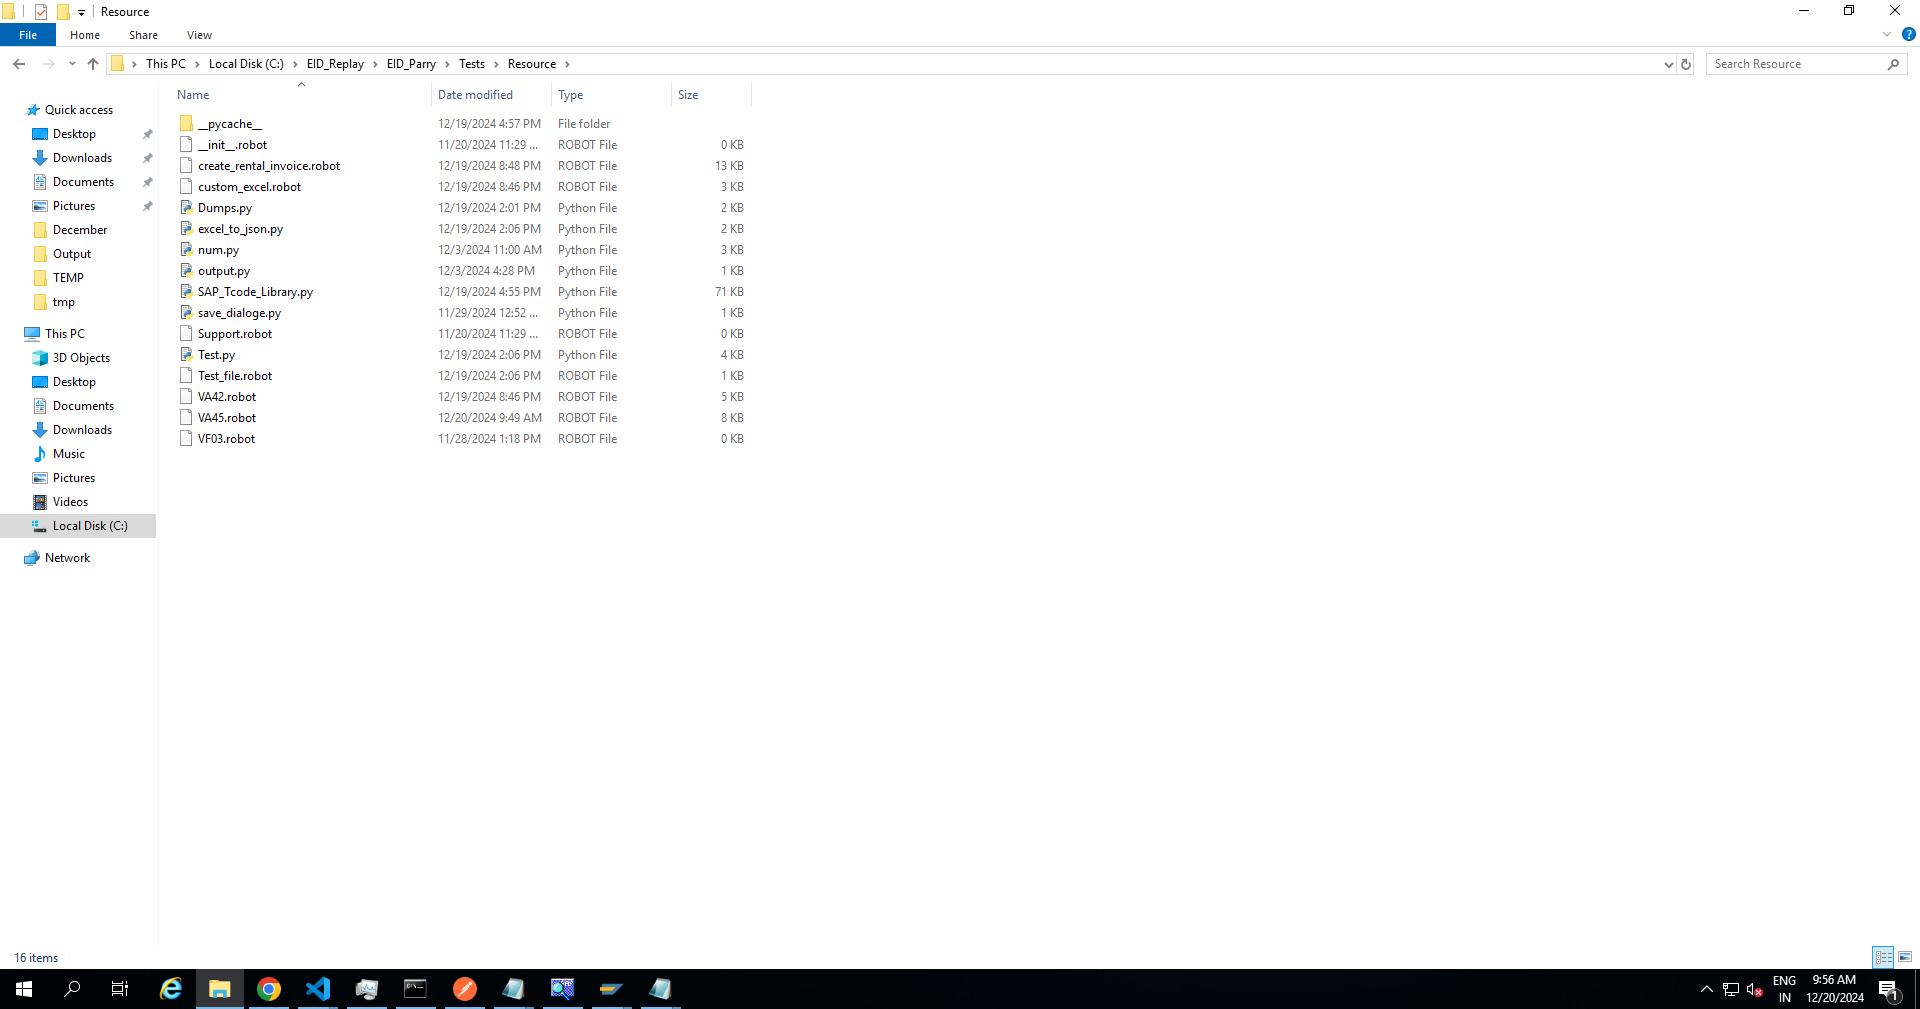 Resource
File Home Share View
This PC Local Disk (C:) EID_Replay EID_Parry Tests Resource
Search Resource
Name Date modified Type Size
Quick access
Desktop
Downloads
Documents
Pictures
December
Output
TEMP
tmp
This PC
3D Objects
Desktop
Documents
Downloads
Music
Pictures
Videos
Local Disk (C:)
Network
__pycache__ 12/19/2024 4:57 PM File folder
__init__.robot 11/20/2024 11:29 ... ROBOT File 0 KB
create_rental_invoice.robot 12/19/2024 8:48 PM ROBOT File 13 KB
custom_excel.robot 12/19/2024 8:46 PM ROBOT File 3 KB
Dumps.py 12/19/2024 2:01 PM Python File 2 KB
excel_to_json.py 12/19/2024 2:06 PM Python File 2 KB
num.py 12/3/2024 11:00 AM Python File 3 KB
output.py 12/3/2024 4:28 PM Python File 1 KB
SAP_Tcode_Library.py 12/19/2024 4:55 PM Python File 71 KB
save_dialoge.py 11/29/2024 12:52 ... Python File 1 KB
Support.robot 11/20/2024 11:29 ... ROBOT File 0 KB
Test.py 12/19/2024 2:06 PM Python File 4 KB
Test_file.robot 12/19/2024 2:06 PM ROBOT File 1 KB
VA42.robot 12/19/2024 8:46 PM ROBOT File 5 KB
VA45.robot 12/20/2024 9:49 AM ROBOT File 8 KB
VF03.robot 11/28/2024 1:18 PM ROBOT File 0 KB
16 items
ENG 9:56 AM
IN 12/20/2024 1